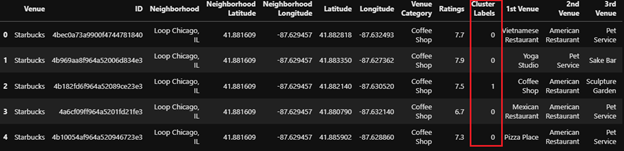 Venue ID Neighborhood Neighborhood Latitude Neighborhood Longitude Latitude Longitude Venue Category Ratings Cluster Labels 1st Venue 2nd Venue 3rd Venue
0 Starbucks 4bec0a73a9900f4744781840 Loop Chicago, IL 41.881609 -87.629457 41.882818 -87.632493 Coffee Shop 7.7 0 Vietnamese Restaurant American Restaurant Pet Service
1 Starbucks 4b969aa8f964a52006d834e3 Loop Chicago, IL 41.881609 -87.629457 41.883350 -87.627362 Coffee Shop 7.9 0 Yoga Studio Pet Service Sake Bar
2 Starbucks 4b182fd6f964a52089ce23e3 Loop Chicago, IL 41.881609 -87.629457 41.882140 -87.630520 Coffee Shop 7.5 1 Coffee Shop American Restaurant Sculpture Garden
3 Starbucks 4a6cf09ff964a5201fd21fe3 Loop Chicago, IL 41.881609 -87.629457 41.880790 -87.632140 Coffee Shop 6.7 0 Mexican Restaurant American Restaurant Pet Service
4 Starbucks 4b10054af964a520946723e3 Loop Chicago, IL 41.881609 -87.629457 41.885902 -87.628860 Coffee Shop 7.3 0 Pizza Place American Restaurant Pet Service